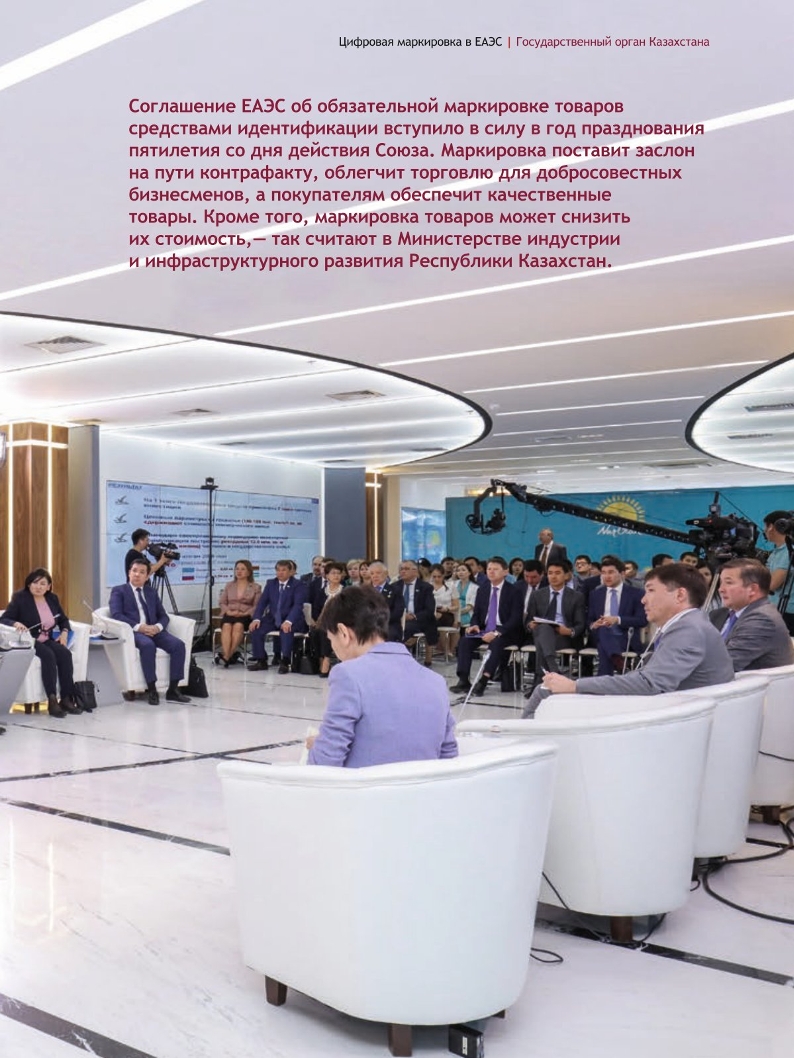 Цифровая маркировка в ЕАЭС | Государственный орган Казахстана
Соглашение ЕАЭС об обязательной маркировке товаров
средствами идентификации вступило в силу в год празднования
пятилетия со дня действия Союза. Маркировка поставит заслон
на пути контрафакту, облегчит торговлю для добросовестных
бизнесменов, а покупателям обеспечит качественные
товары. Кроме того, маркировка товаров может снизить
их стоимость,— так считают в Министерстве индустрии
и инфраструктурного развития Республики Казахстан.